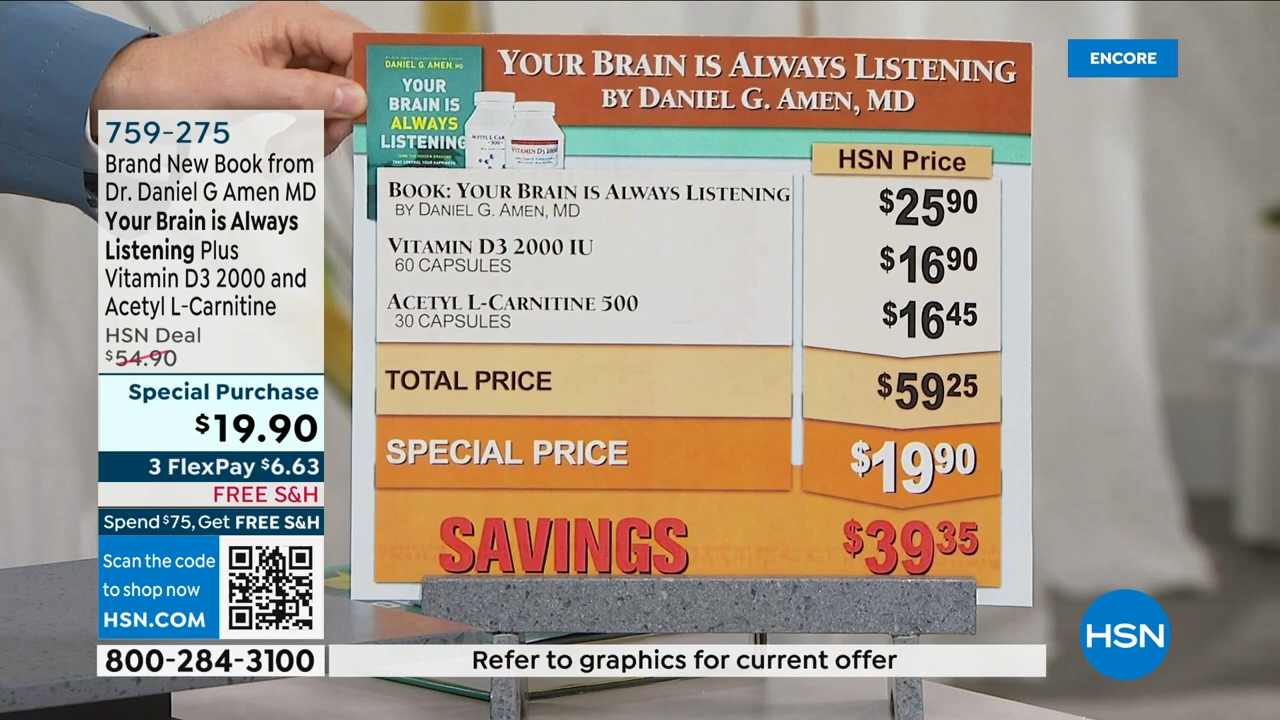 ENCORE
759-275
Brand New Book from
Dr. Daniel G Amen MD
Your Brain is Always
Listening Plus
Vitamin D3 2000 and
Acetyl L-Carnitine
HSN Deal
$54.90
Special Purchase
$19.90
3 FlexPay $6.63
FREE S&H
Spend $75, Get FREE S&H
Scan the code
to shop now
HSN.COM
800-284-3100
Refer to graphics for current offer
HSN
DANIEL G. AMEN, MD
YOUR
BRAIN IS
ALWAYS
LISTENING
VITAMIN D3 2000
YOUR BRAIN IS ALWAYS LISTENING
BY DANIEL G. AMEN, MD
HSN Price
BOOK: YOUR BRAIN IS ALWAYS LISTENING
BY DANIEL G. AMEN, MD
$25.90
VITAMIN D3 2000 IU
60 CAPSULES
$16.90
ACETYL L-CARNITINE 500
30 CAPSULES
$16.45
TOTAL PRICE
$59.25
SPECIAL PRICE
$19.90
SAVINGS
$39.35